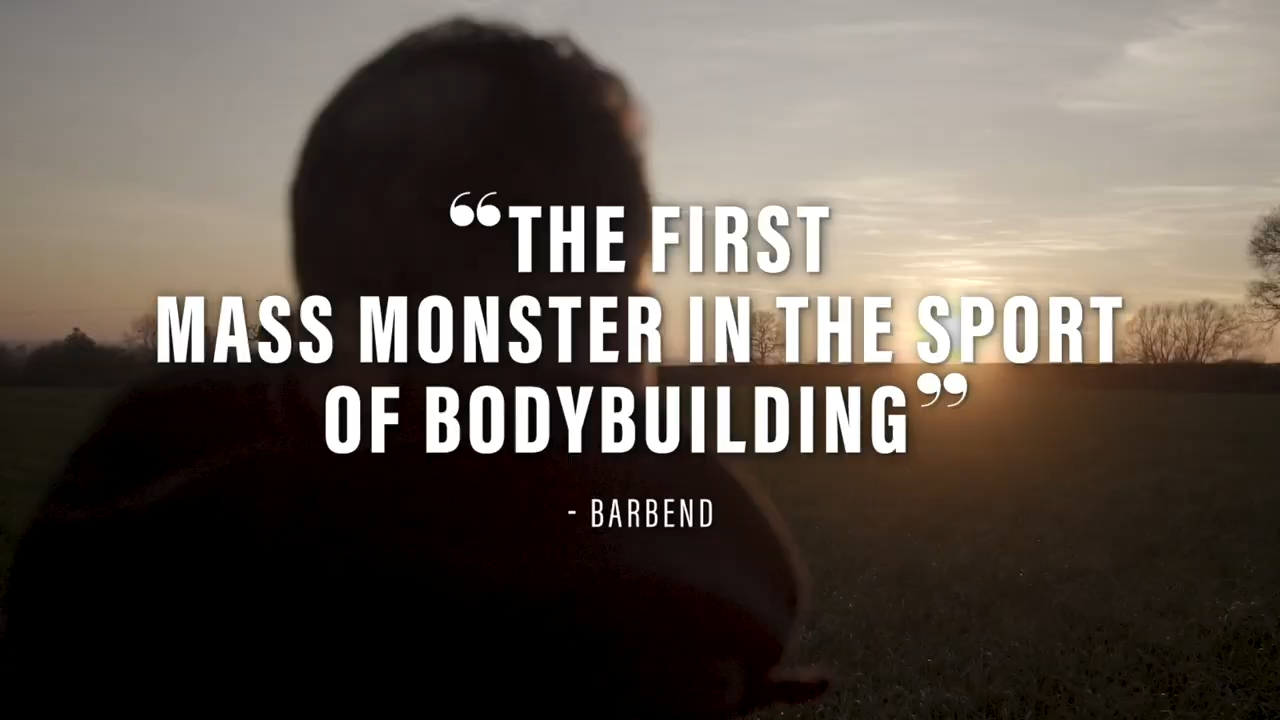 “THE FIRST
MASS MONSTER IN THE SPORT
OF BODYBUILDING”
- BARBEND